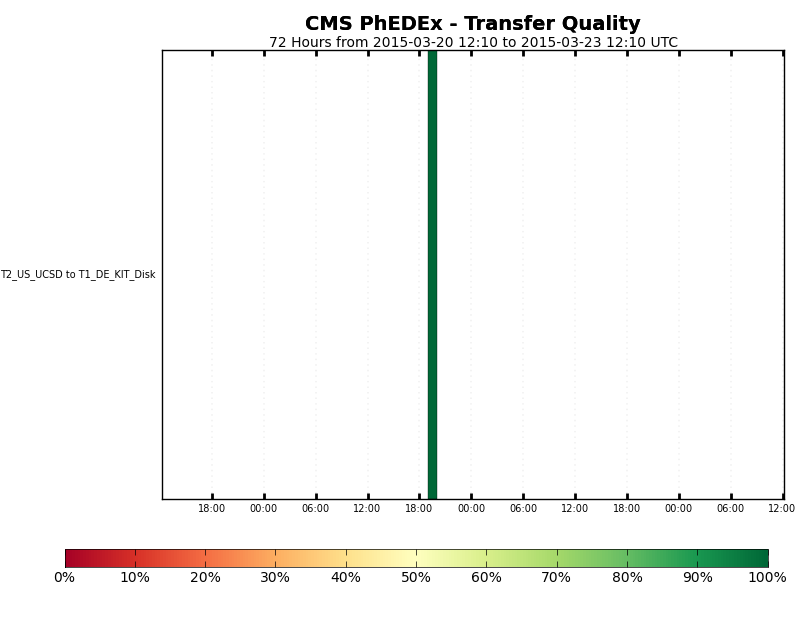 CMS PhEDEx - Transfer Quality
72 Hours from 2015-03-20 12:10 to 2015-03-23 12:10 UTC
T2_US_UCSD to T1_DE_KIT_Disk
18:00 00:00 06:00 12:00 18:00 00:00 06:00 12:00 18:00 00:00 06:00 12:00
0% 10% 20% 30% 40% 50% 60% 70% 80% 90% 100%